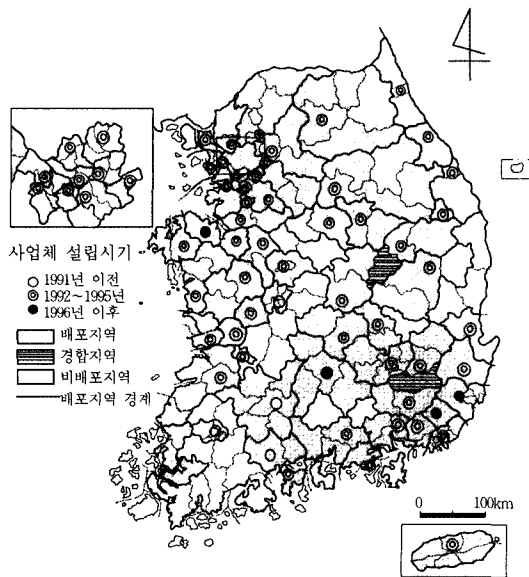 사업체 설립시기
1991년 이전
1992~1995년
1996년 이후
배포지역
경합지역
비배포지역
배포지역 경계
0 100km